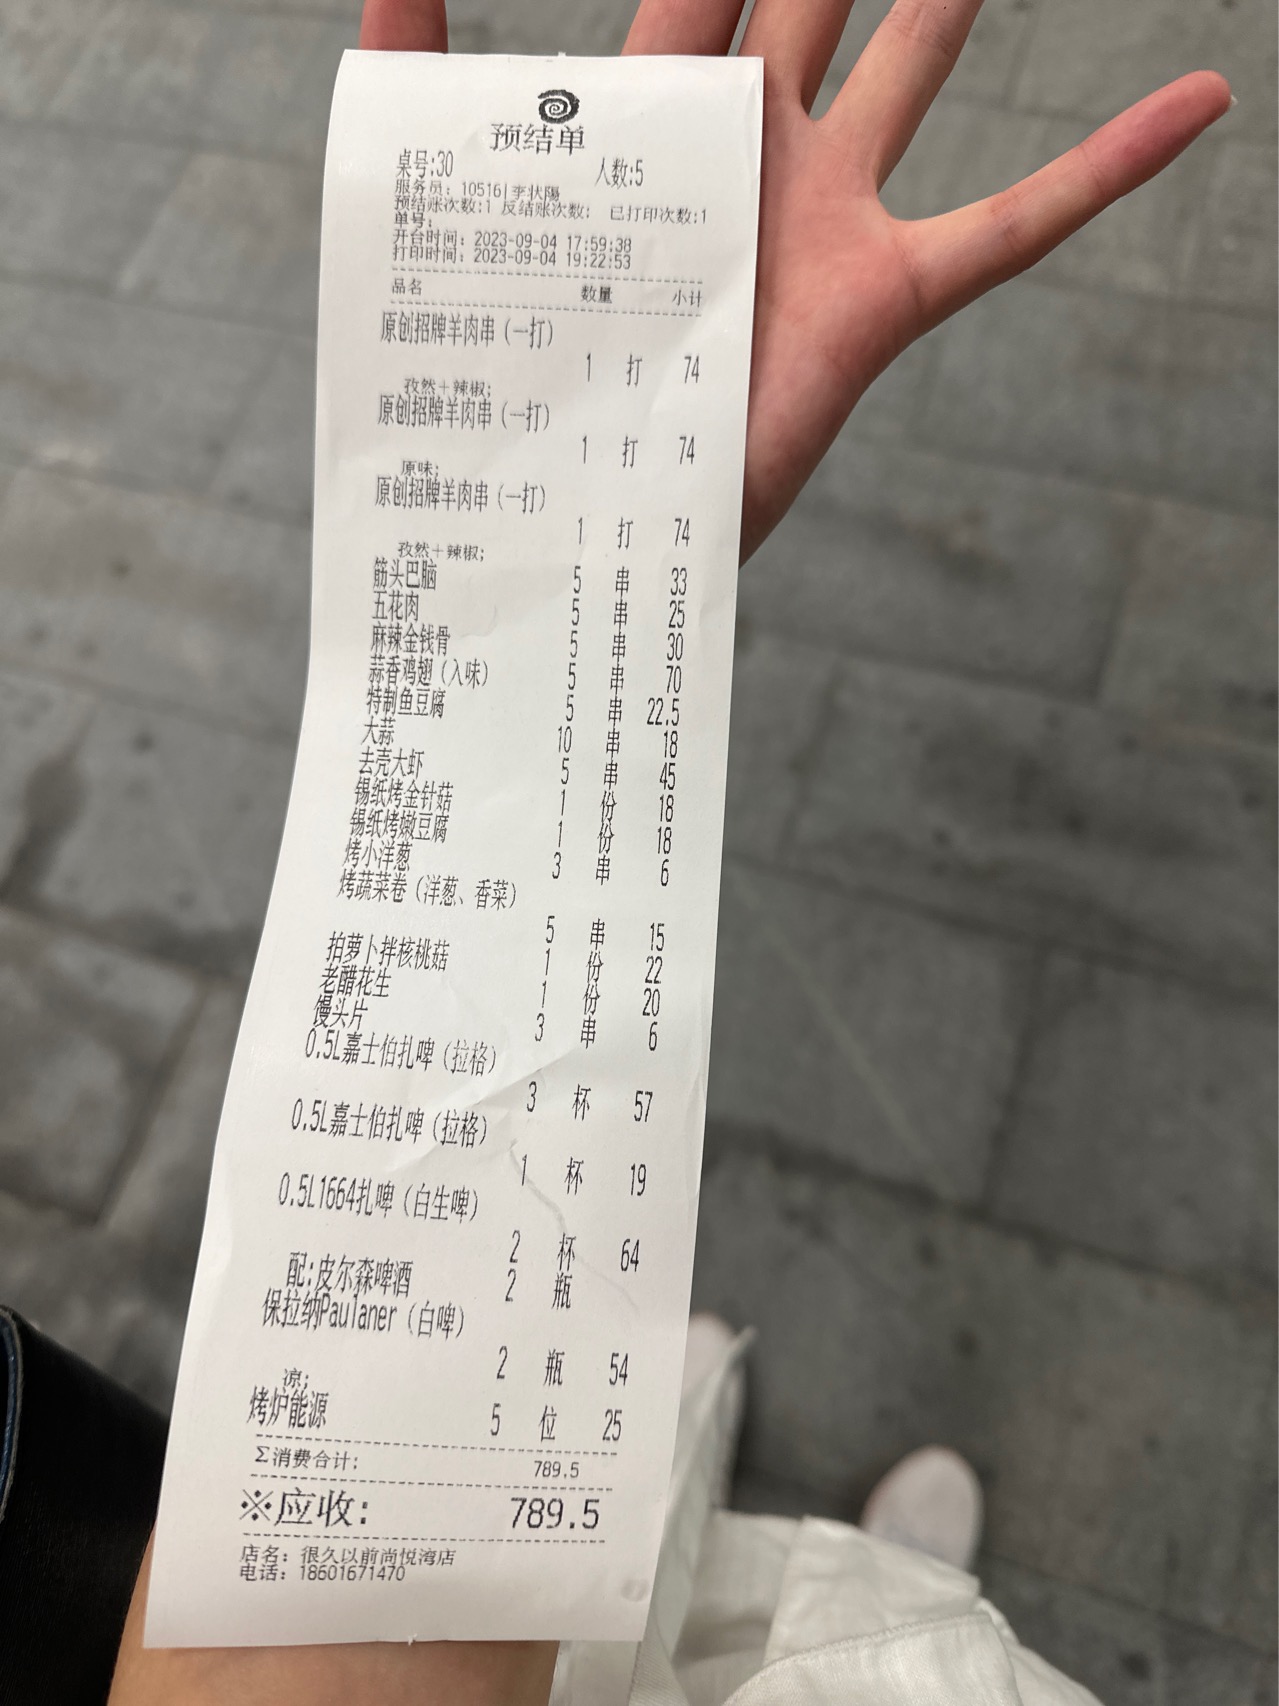 预结单
桌号:30 人数:5
服务员: 10516|李状陽
预结账次数:1 反结账次数: 已打印次数:1
单号:
开台时间: 2023-09-04 17:59:38
打印时间: 2023-09-04 19:22:53
品名 数量 小计
原创招牌羊肉串(一打)
1 打 74
孜然+辣椒;
原创招牌羊肉串(一打)
1 打 74
原味;
原创招牌羊肉串(一打)
1 打 74
孜然+辣椒;
筋头巴脑 5 串 33
五花肉 5 串 25
麻辣金钱骨 5 串 30
蒜香鸡翅(入味) 5 串 70
特制鱼豆腐 5 串 22.5
大蒜 10 串 18
去壳大虾 5 串 45
锡纸烤金针菇 1 份 18
锡纸烤嫩豆腐 1 份 18
烤小洋葱 3 串 6
烤蔬菜卷(洋葱、香菜)
5 串 15
拍萝卜拌核桃菇 1 份 22
老醋花生 1 份 20
馒头片 3 串 6
0.5L嘉士伯扎啤(拉格)
3 杯 57
0.5L嘉士伯扎啤(拉格)
1 杯 19
0.5L1664扎啤(白生啤)
2 杯 64
配:皮尔森啤酒 2 瓶
保拉纳Paulaner(白啤)
2 瓶 54
凉;
烤炉能源 5 位 25
Σ消费合计: 789.5
※应收: 789.5
店名: 很久以前尚悦湾店
电话: 18601671470